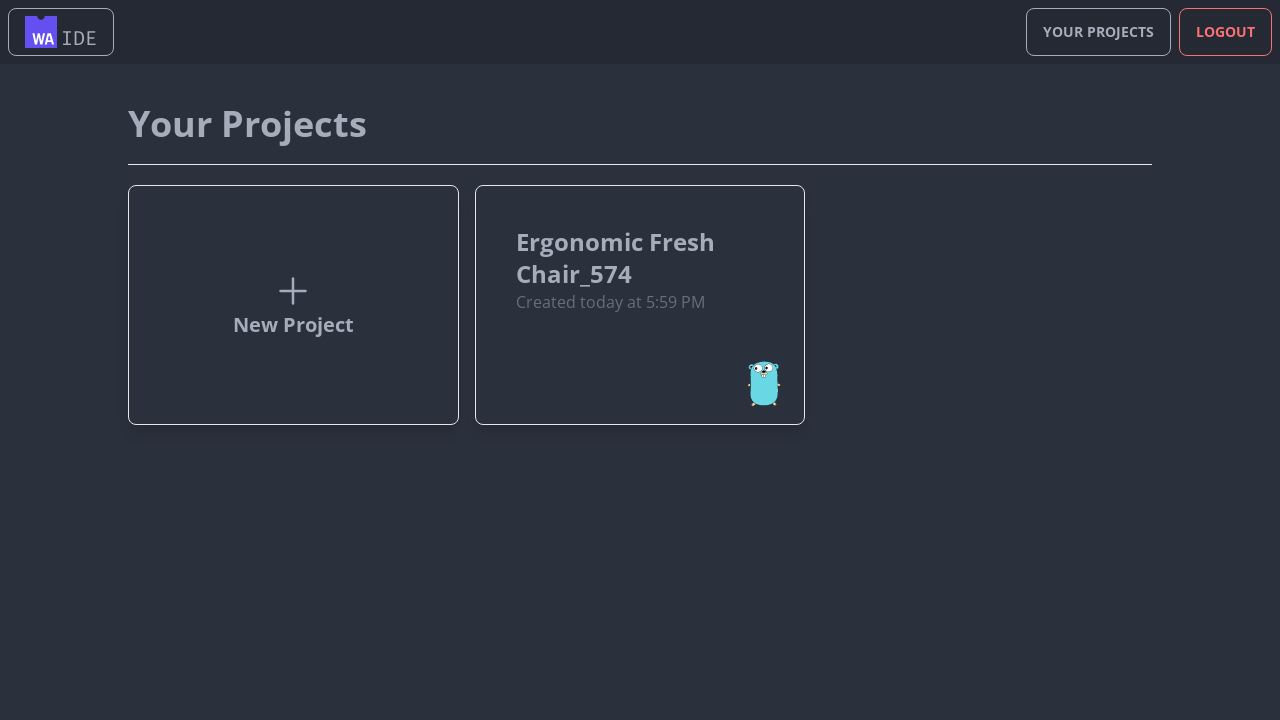 WA IDE
YOUR PROJECTS
LOGOUT
Your Projects
New Project
Ergonomic Fresh
Chair_574
Created today at 5:59 PM